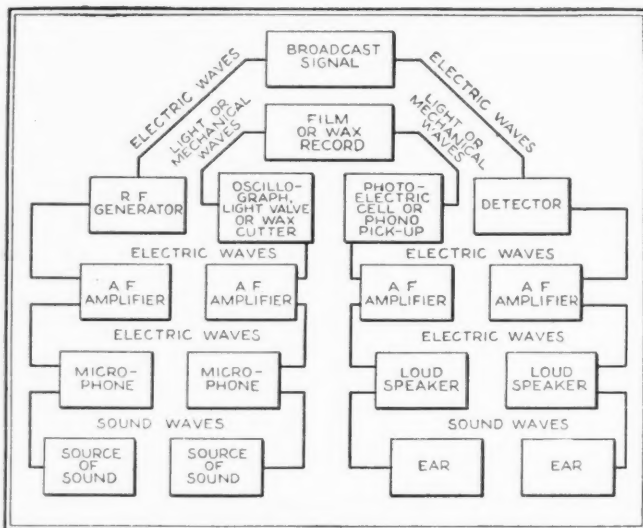 BROADCAST
SIGNAL
ELECTRIC WAVES
LIGHT OR
MECHANICAL
WAVES
FILM
OR WAX
RECORD
LIGHT OR
MECHANICAL
WAVES
ELECTRIC WAVES
R F
GENERATOR
OSCILLO-
GRAPH,
LIGHT VALVE
OR WAX
CUTTER
PHOTO-
ELECTRIC
CELL OR
PHONO
PICK-UP
DETECTOR
ELECTRIC WAVES
ELECTRIC WAVES
A F
AMPLIFIER
A F
AMPLIFIER
A F
AMPLIFIER
A F
AMPLIFIER
ELECTRIC WAVES
ELECTRIC WAVES
MICRO-
PHONE
MICRO-
PHONE
LOUD
SPEAKER
LOUD
SPEAKER
SOUND WAVES
SOUND WAVES
SOURCE
OF
SOUND
SOURCE
OF
SOUND
EAR
EAR